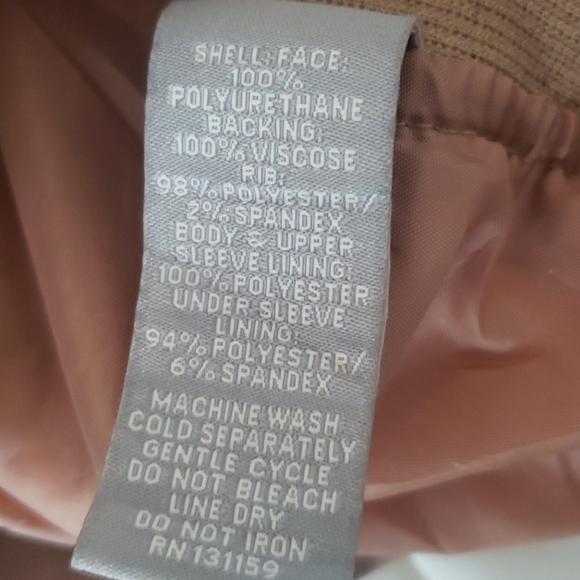 SHELL: FACE:
100%
POLYURETHANE
BACKING:
100% VISCOSE
RIB:
98% POLYESTER/
2% SPANDEX
BODY & UPPER
SLEEVE LINING:
100% POLYESTER
UNDER SLEEVE
LINING:
94% POLYESTER/
6% SPANDEX
MACHINE WASH
COLD SEPARATELY
GENTLE CYCLE
DO NOT BLEACH
LINE DRY
DO NOT IRON
RN 131159